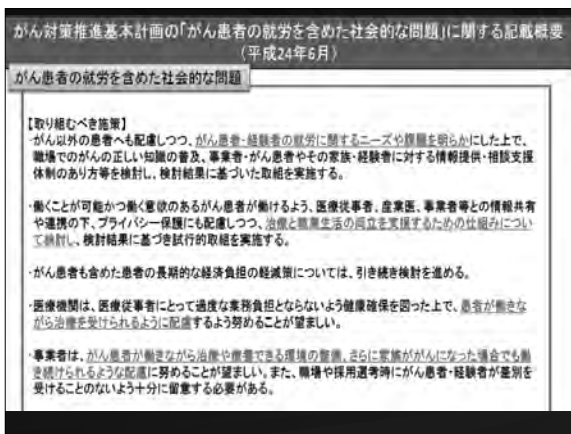 がん対策推進基本計画の「がん患者の就労を含めた社会的な問題」に関する記載概要
(平成24年6月)
がん患者の就労を含めた社会的な問題
【取り組むべき施策】
・がん以外の患者へも配慮しつつ、がん患者・経験者の就労に関するニーズや課題を明らかにした上で、
職場でのがんの正しい知識の普及、事業者・がん患者やその家族・経験者に対する情報提供・相談支援
体制のあり方等を検討し、検討結果に基づいた取組を実施する。
・働くことが可能かつ働く意欲のあるがん患者が働けるよう、医療従事者、産業医、事業者等との情報共有
や連携の下、プライバシー保護にも配慮しつつ、治療と職業生活の両立を支援するための仕組みについ
て検討し、検討結果に基づき試行的取組を実施する。
・がん患者も含めた患者の長期的な経済負担の軽減策については、引き続き検討を進める。
・医療機関は、医療従事者にとって過度な業務負担とならないよう健康確保を図った上で、患者が働きな
がら治療を受けられるように配慮するよう努めることが望ましい。
・事業者は、がん患者が働きながら治療や療養できる環境の整備、さらに家族ががんになった場合でも働
き続けられるような配慮に努めることが望ましい。また、職場や採用選考時にがん患者・経験者が差別を
受けることのないよう十分に留意する必要がある。